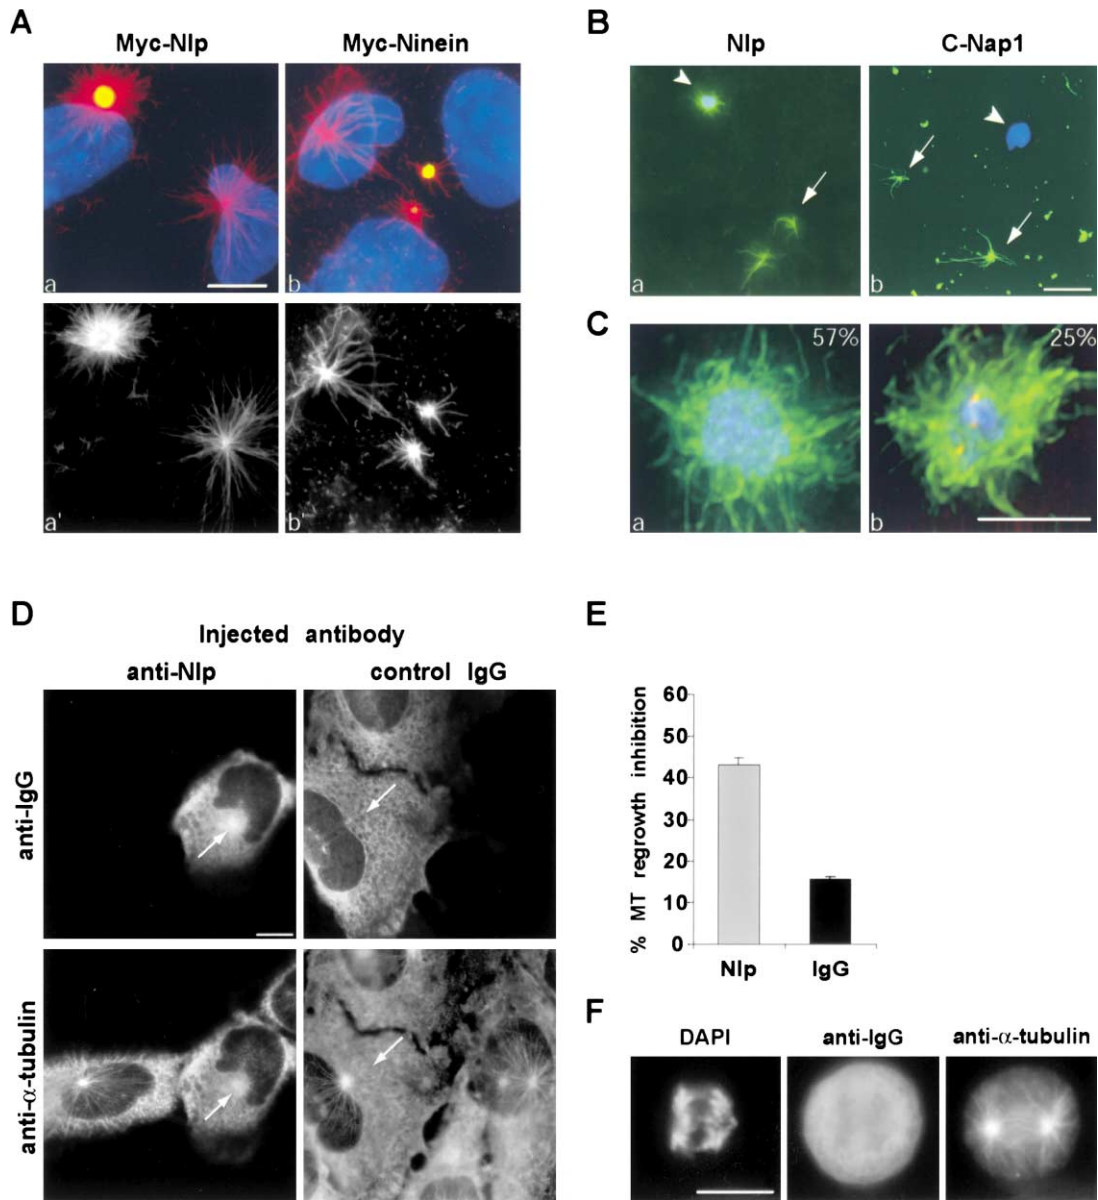 A
Myc-Nlp Myc-Ninein
a b
a' b'
B
Nlp C-Nap1
a b
C
57% 25%
a b
D
Injected antibody
anti-Nlp control IgG
anti-IgG
anti-α-tubulin
E
% MT regrowth inhibition
60
50
40
30
20
10
0
Nlp IgG
F
DAPI anti-IgG anti-α-tubulin